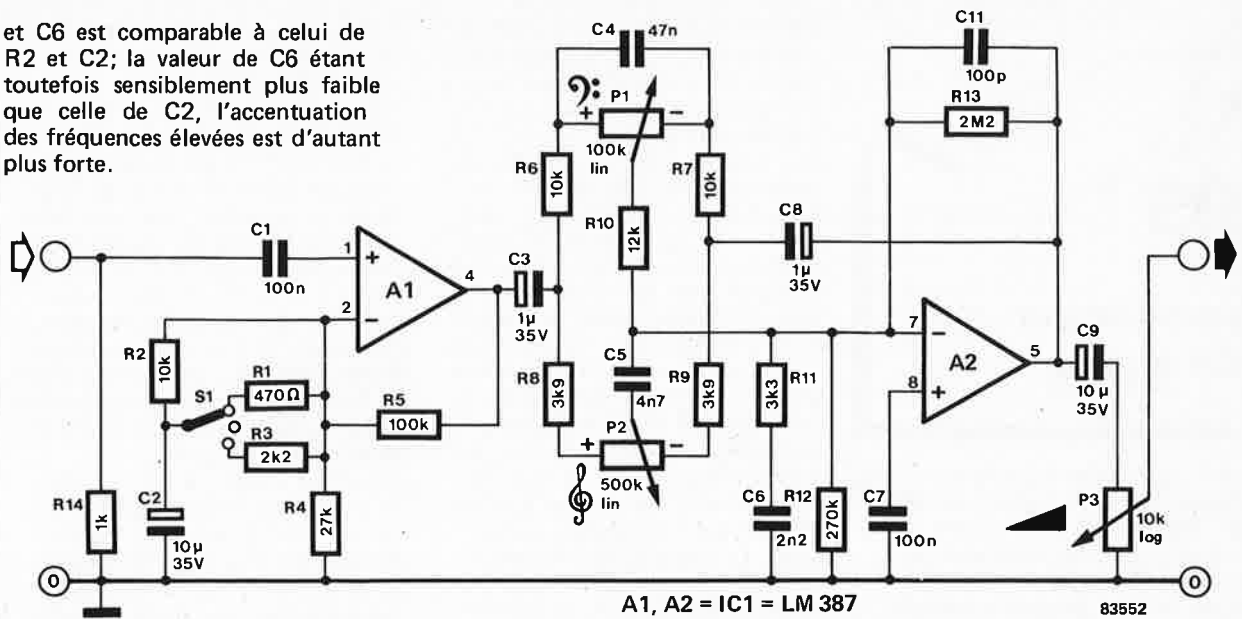 et C6 est comparable à celui de
R2 et C2; la valeur de C6 étant
toutefois sensiblement plus faible
que celle de C2, l'accentuation
des fréquences élevées est d'autant
plus forte.
C4
47n
P1
+
−
100k
lin
R6
10k
R7
10k
R10
12k
C11
100p
R13
2M2
C1
100n
1
+
A1
4
2
−
C3
1µ
35V
C8
1µ
35V
R2
10k
S1
R1
470Ω
R3
2k2
R5
100k
R8
3k9
C5
4n7
R9
3k9
R11
3k3
7
−
A2
5
8
+
C9
10µ
35V
P2
+
−
500k
lin
R14
1k
C2
10µ
35V
R4
27k
C6
2n2
R12
270k
C7
100n
P3
10k
log
0
0
A1, A2 = IC1 = LM 387
83552